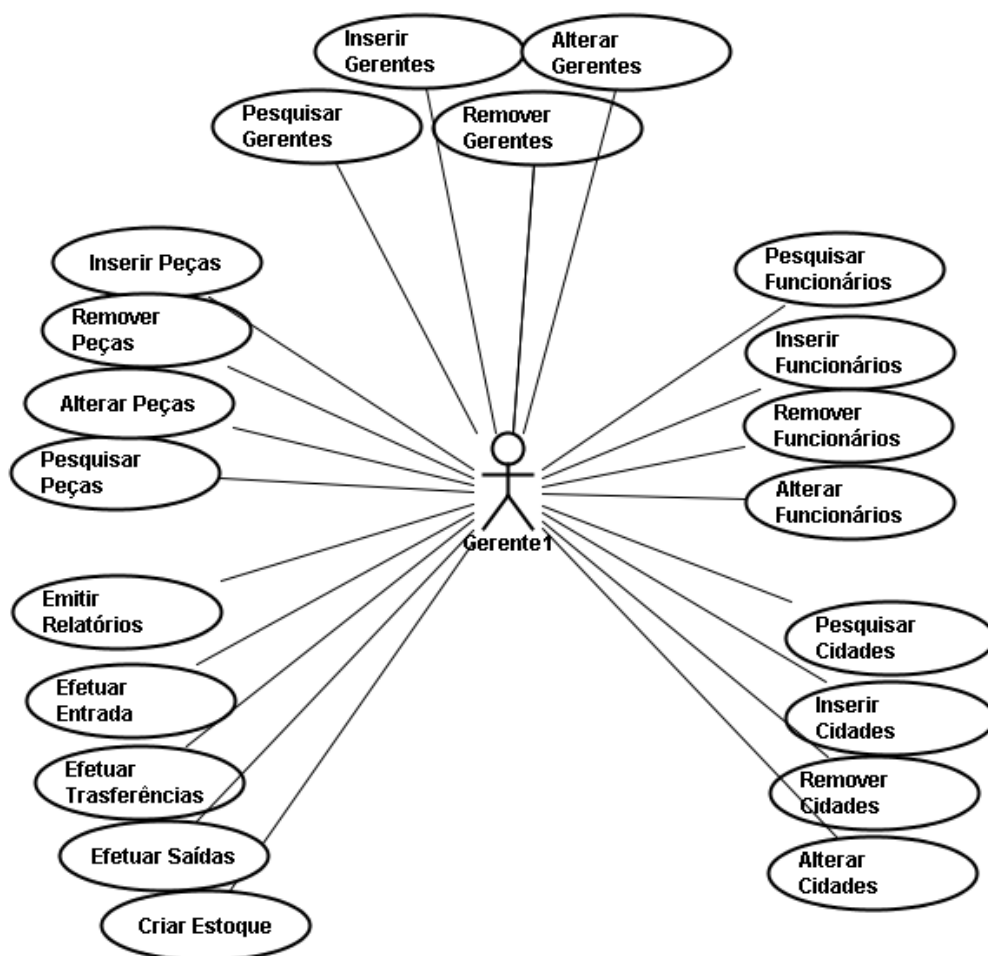 Inserir
Gerentes
Alterar
Gerentes
Pesquisar
Gerentes
Remover
Gerentes
Inserir Peças
Remover
Peças
Alterar Peças
Pesquisar
Peças
Pesquisar
Funcionários
Inserir
Funcionários
Remover
Funcionários
Alterar
Funcionários
Gerente1
Emitir
Relatórios
Efetuar
Entrada
Efetuar
Trasferências
Efetuar Saídas
Criar Estoque
Pesquisar
Cidades
Inserir
Cidades
Remover
Cidades
Alterar
Cidades